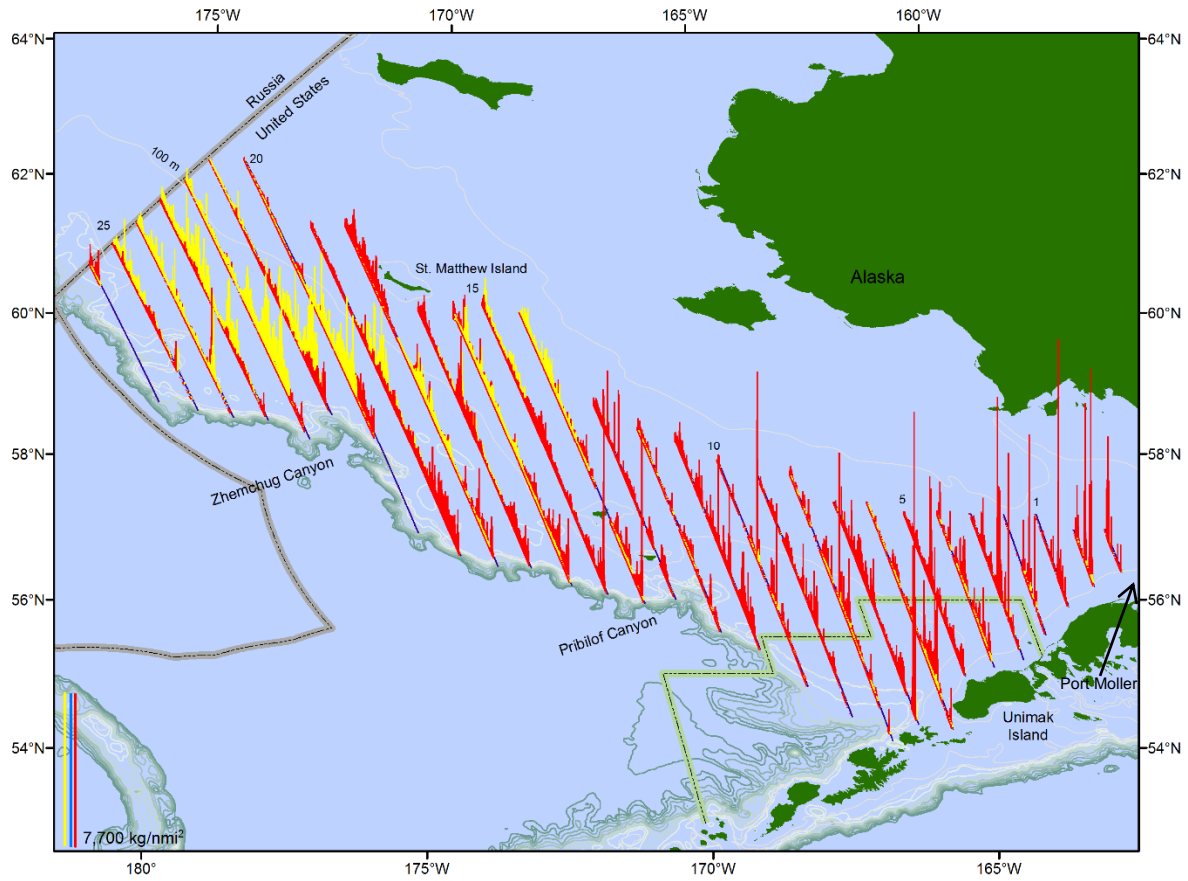 175°W 170°W 165°W 160°W
64°N 64°N
Russia
United States
100 m
20
62°N 62°N
25
St. Matthew Island
15
Alaska
60°N 60°N
10
58°N 58°N
Zhemchug Canyon
5
1
56°N 56°N
Pribilof Canyon
Port Moller
Unimak
Island
54°N 54°N
7,700 kg/nmi²
180° 175°W 170°W 165°W